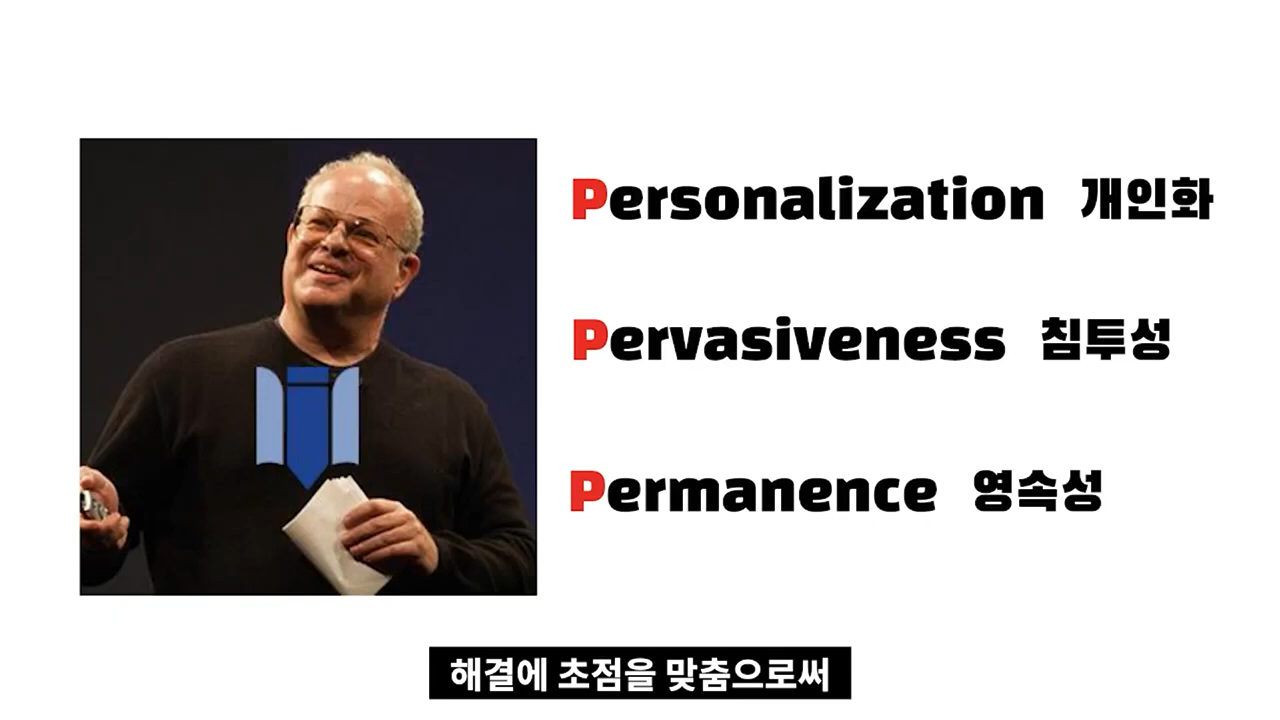 Personalization 개인화
Pervasiveness 침투성
Permanence 영속성
해결에 초점을 맞춤으로써